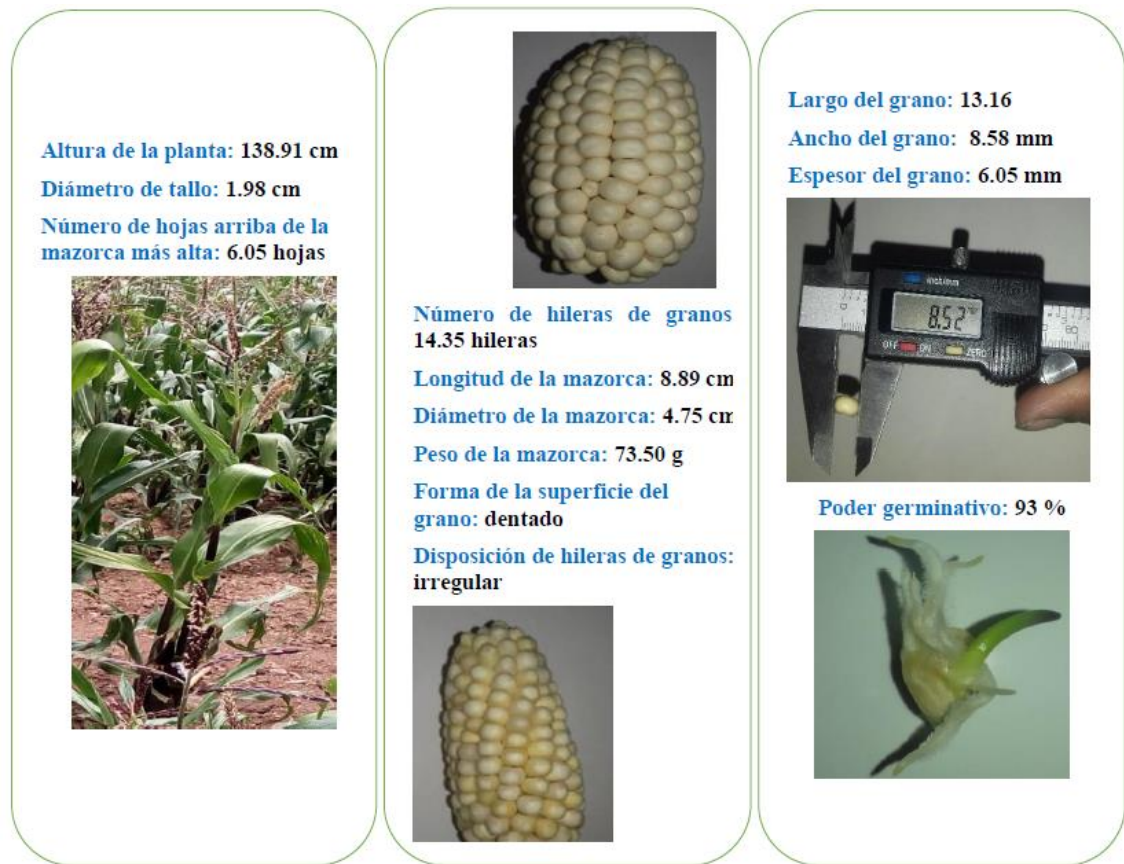 Altura de la planta: 138.91 cm
Diámetro de tallo: 1.98 cm
Número de hojas arriba de la
mazorca más alta: 6.05 hojas
Número de hileras de granos
14.35 hileras
Longitud de la mazorca: 8.89 cm
Diámetro de la mazorca: 4.75 cm
Peso de la mazorca: 73.50 g
Forma de la superficie del
grano: dentado
Disposición de hileras de granos:
irregular
Largo del grano: 13.16
Ancho del grano: 8.58 mm
Espesor del grano: 6.05 mm
inch/mm
8.52
OFF ON ZERO
Poder germinativo: 93 %